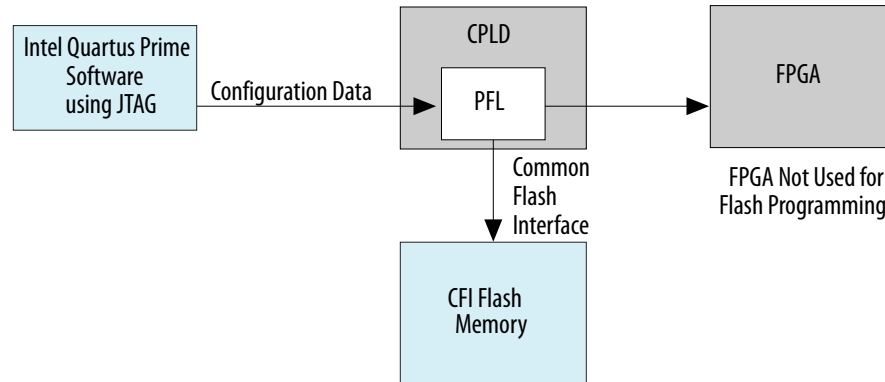 Intel Quartus Prime
Software
using JTAG
Configuration Data
CPLD
PFL
FPGA
Common
Flash
Interface
FPGA Not Used for
Flash Programming
CFI Flash
Memory